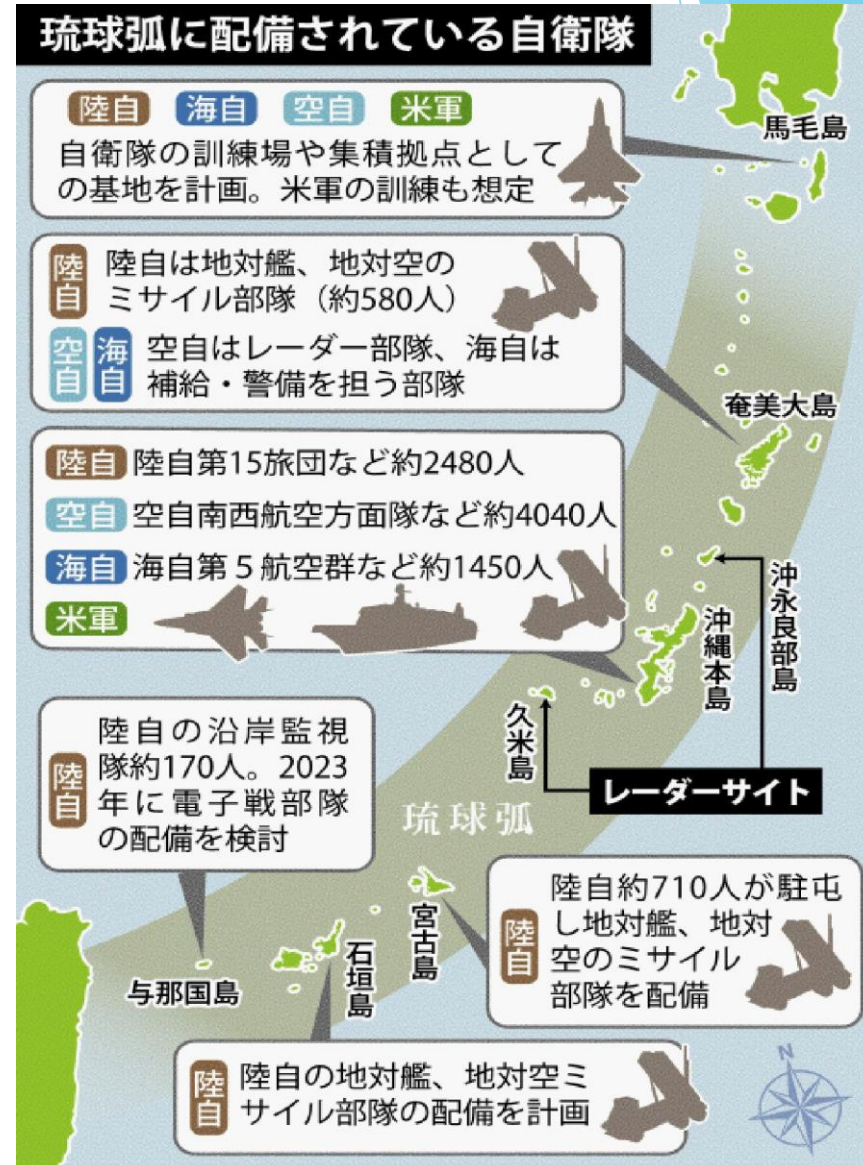 琉球弧に配備されている自衛隊
陸自 海自 空自 米軍
自衛隊の訓練場や集積拠点として
の基地を計画。米軍の訓練も想定
馬毛島
陸自
陸自は地対艦、地対空の
ミサイル部隊（約580人）
空自 海自
空自はレーダー部隊、海自は
補給・警備を担う部隊
奄美大島
陸自 陸自第15旅団など約2480人
空自 空自南西航空方面隊など約4040人
海自 海自第５航空群など約1450人
米軍
沖永良部島
沖縄本島
久米島
レーダーサイト
琉球弧
陸自
陸自の沿岸監視
隊約170人。2023
年に電子戦部隊
の配備を検討
与那国島
石垣島
宮古島
陸自
陸自約710人が駐屯
し地対艦、地対
空のミサイル
部隊を配備
陸自
陸自の地対艦、地対空ミ
サイル部隊の配備を計画
N